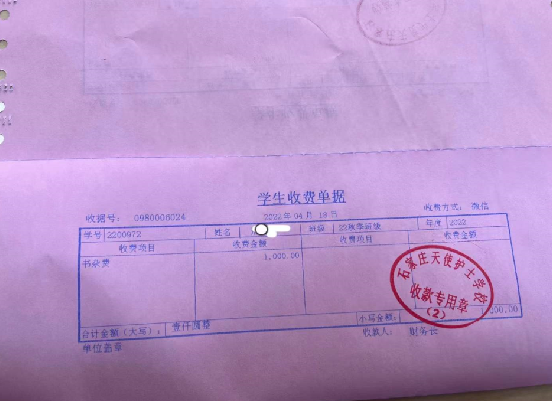 学生收费单据
收据号: 0980006024 2022年04月18日 收费方式: 微信
学号 2200972 姓名 班级 22秋季班级 年度 2022
收费项目 收费金额 收费项目 收费金额
书杂费 1,000.00
石家庄天使护士学校
收款专用章
(2)
合计金额(大写): 壹仟圆整 小写金额: 1,000.00
单位盖章 收款人: 财务长